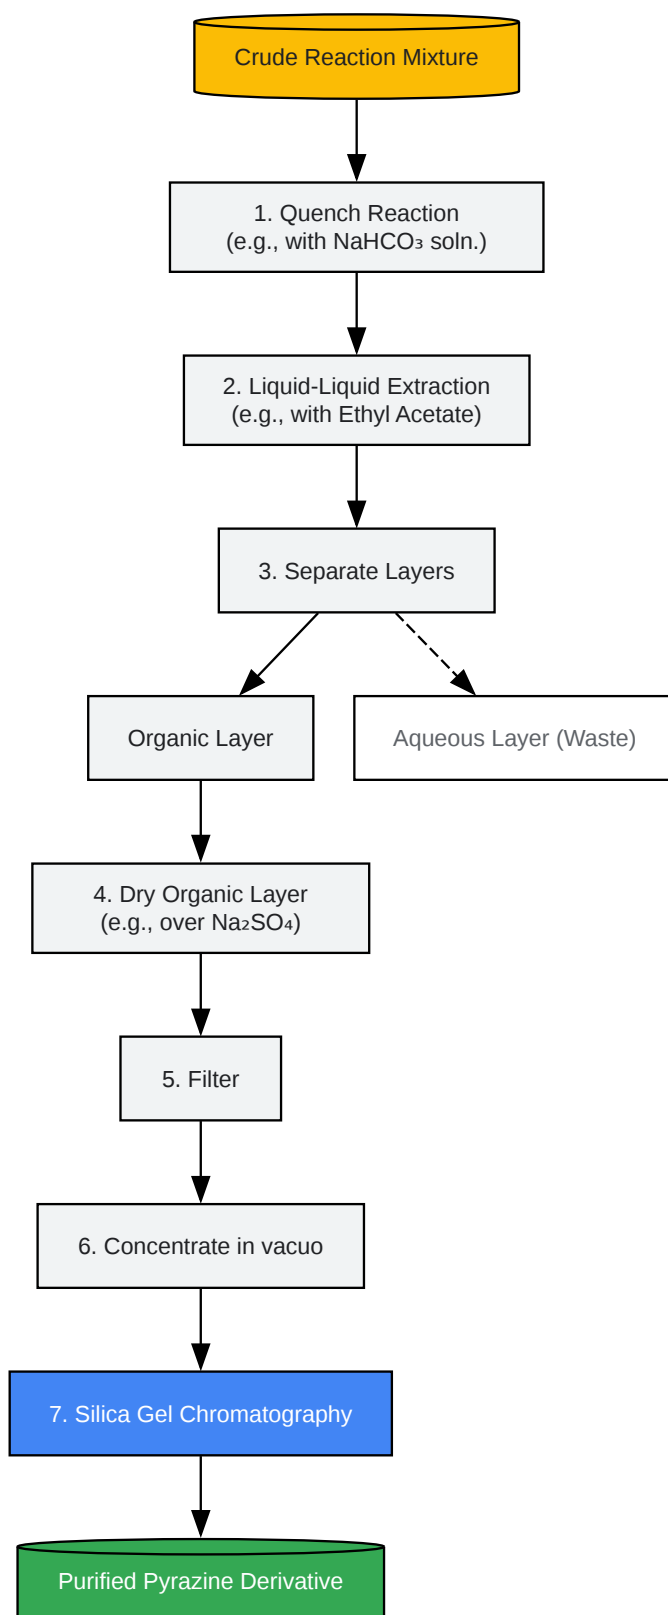 Crude Reaction Mixture
1. Quench Reaction
(e.g., with NaHCO₃ soln.)
2. Liquid-Liquid Extraction
(e.g., with Ethyl Acetate)
3. Separate Layers
Organic Layer
Aqueous Layer (Waste)
4. Dry Organic Layer
(e.g., over Na₂SO₄)
5. Filter
6. Concentrate in vacuo
7. Silica Gel Chromatography
Purified Pyrazine Derivative